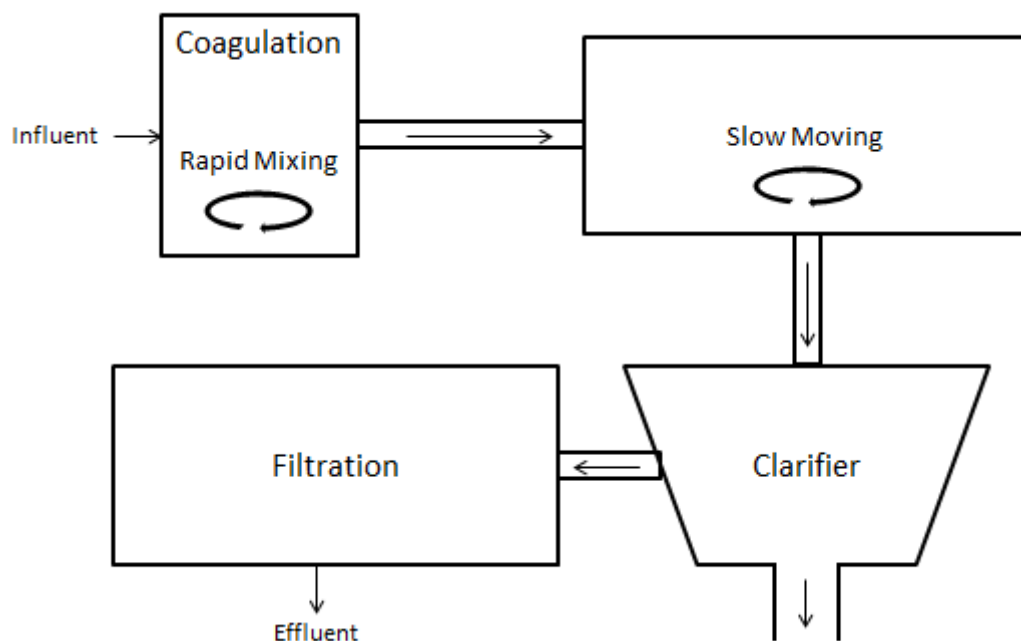 Coagulation
Influent
Rapid Mixing
Slow Moving
Filtration
Clarifier
Effluent